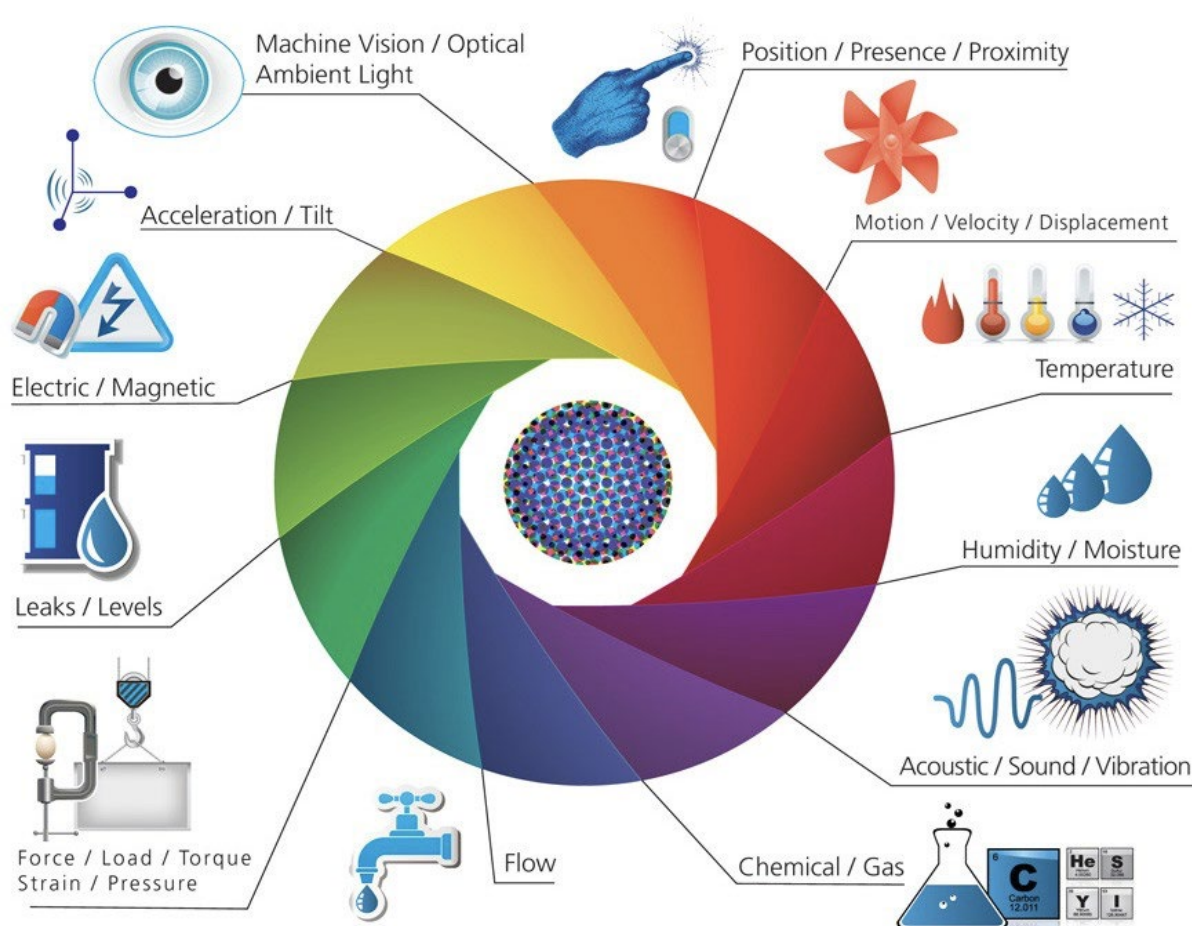 Machine Vision / Optical
Ambient Light
Position / Presence / Proximity
Acceleration / Tilt
Motion / Velocity / Displacement
Electric / Magnetic
Temperature
Humidity / Moisture
Leaks / Levels
Acoustic / Sound / Vibration
Force / Load / Torque
Strain / Pressure
Flow
Chemical / Gas
6
C
Carbon
12.011
He
S
Y
I